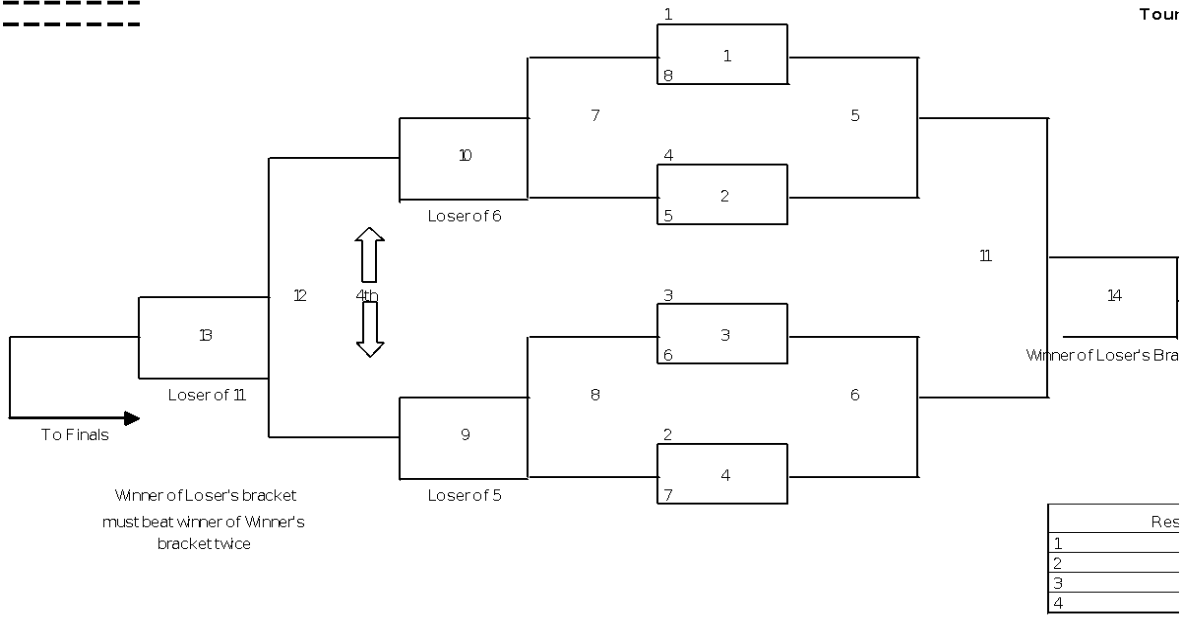 Tour
1
1
8
7
5
10
4
2
5
Loser of 6
11
12
4th
3
3
6
14
13
Winner of Loser's Bra
Loser of 11
8
6
9
2
4
7
To Finals
Loser of 5
Winner of Loser's bracket
must beat winner of Winner's
bracket twice
Res
1
2
3
4